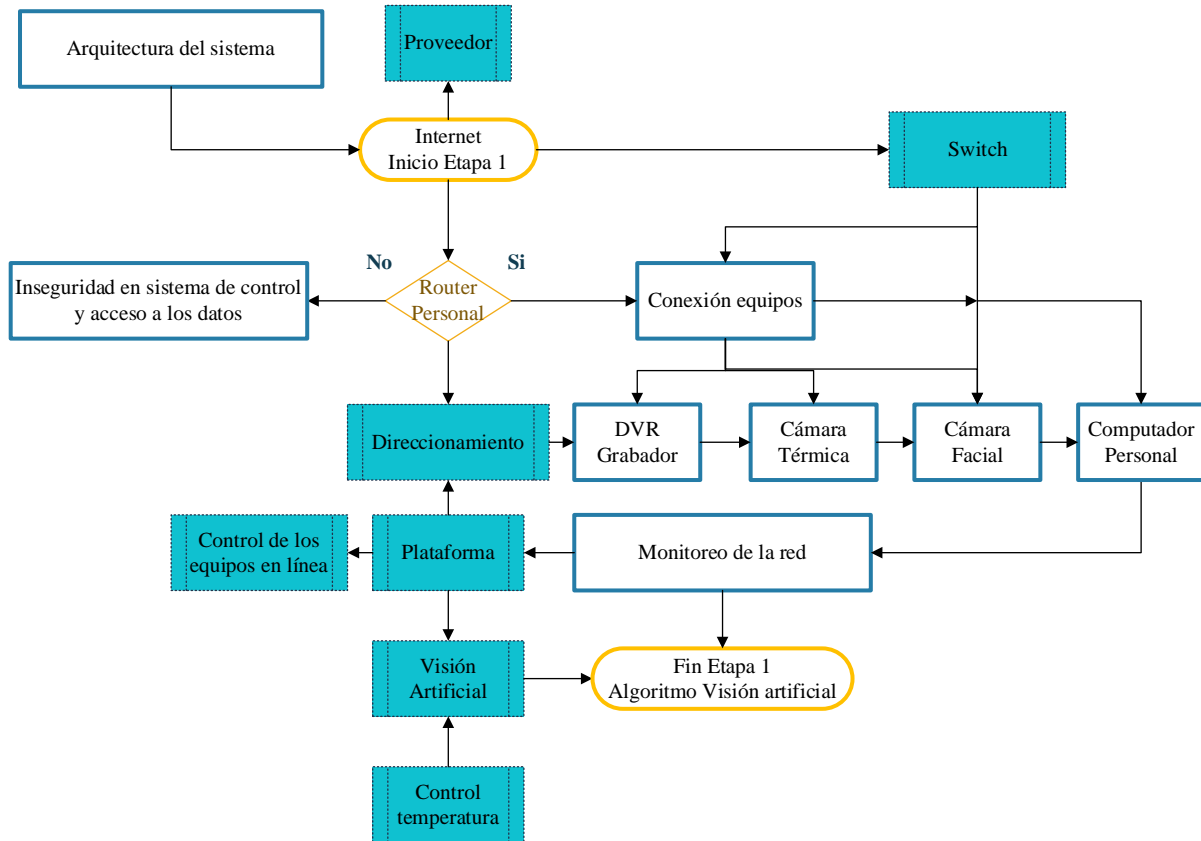 Arquitectura del sistema
Proveedor
Internet
Inicio Etapa 1
Switch
No
Si
Inseguridad en sistema de control
y acceso a los datos
Router
Personal
Conexión equipos
Direccionamiento
DVR
Grabador
Cámara
Térmica
Cámara
Facial
Computador
Personal
Control de los
equipos en línea
Plataforma
Monitoreo de la red
Visión
Artificial
Fin Etapa 1
Algoritmo Visión artificial
Control
temperatura